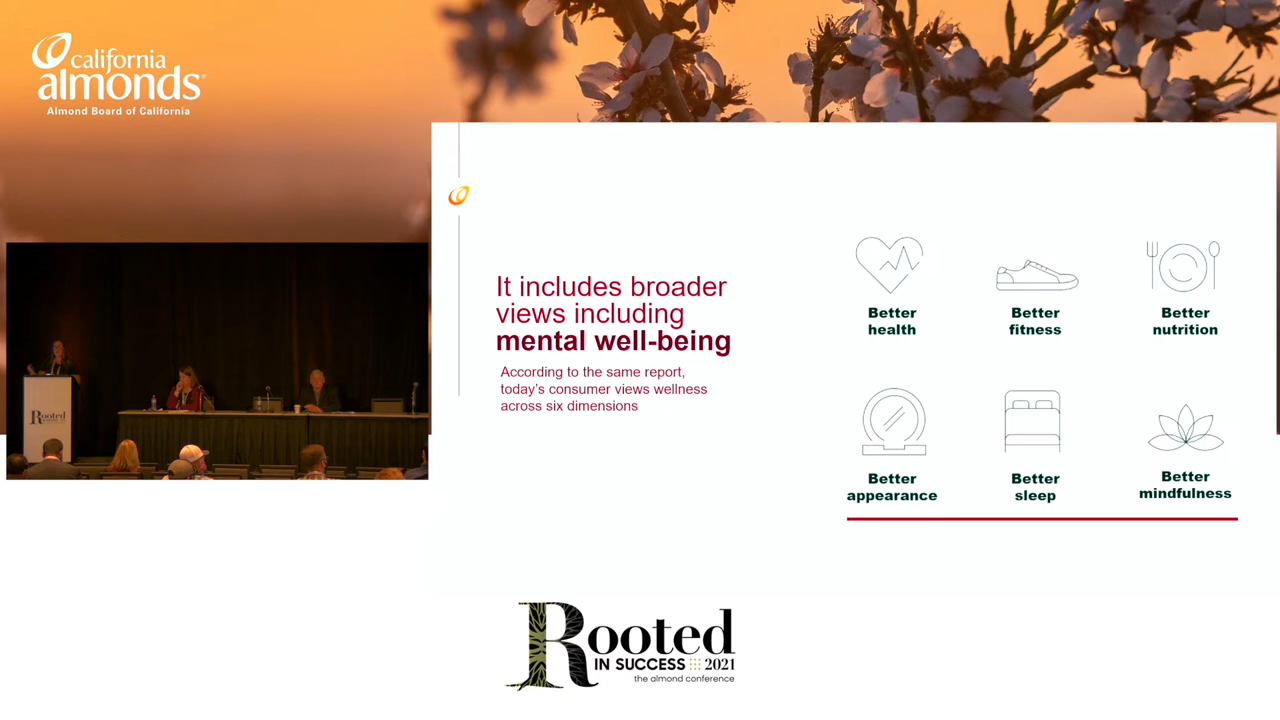 california
almonds
Almond Board of California
It includes broader
views including
mental well-being
According to the same report,
today's consumer views wellness
across six dimensions
Better
health
Better
fitness
Better
nutrition
Better
appearance
Better
sleep
Better
mindfulness
Rooted
Rooted
IN SUCCESS 2021
the almond conference